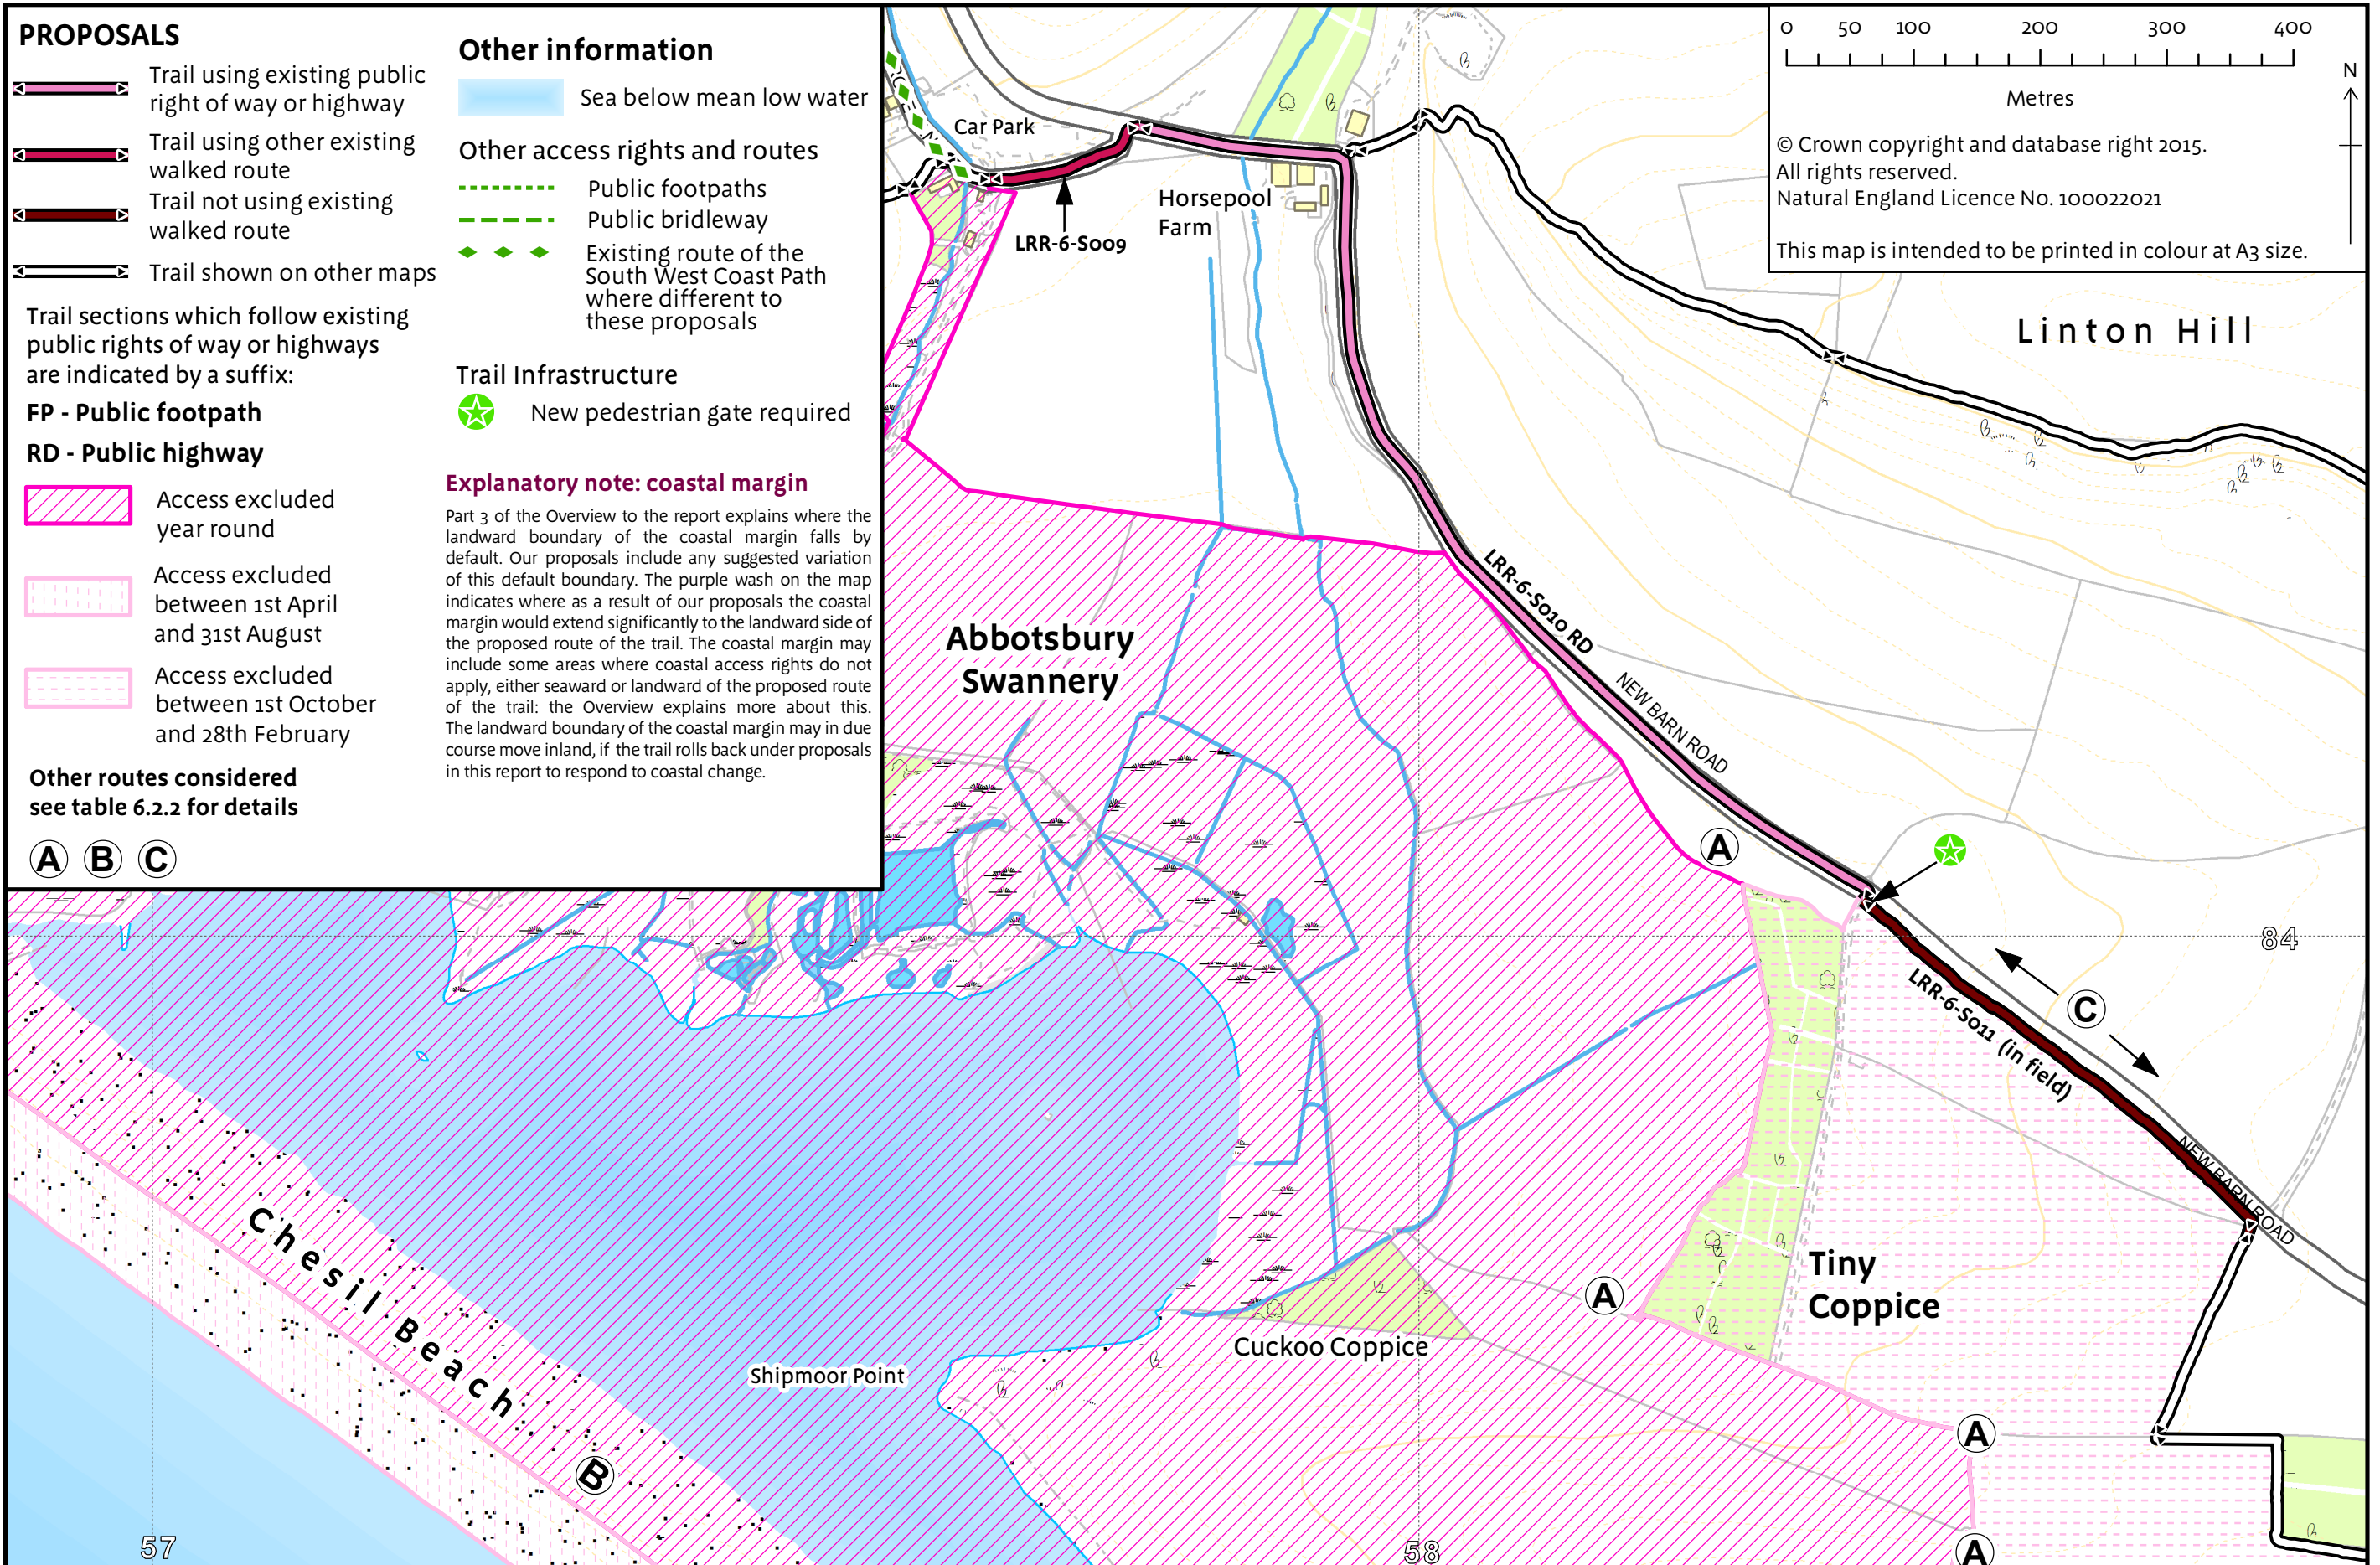 PROPOSALS
Trail using existing public
right of way or highway
Trail using other existing
walked route
Trail not using existing
walked route
Trail shown on other maps
Trail sections which follow existing
public rights of way or highways
are indicated by a suffix:
FP - Public footpath
RD - Public highway
Access excluded
year round
Access excluded
between 1st April
and 31st August
Access excluded
between 1st October
and 28th February
Other routes considered
see table 6.2.2 for details
A B C
Other information
Sea below mean low water
Other access rights and routes
Public footpaths
Public bridleway
Existing route of the
South West Coast Path
where different to
these proposals
Trail Infrastructure
New pedestrian gate required
Explanatory note: coastal margin
Part 3 of the Overview to the report explains where the
landward boundary of the coastal margin falls by
default. Our proposals include any suggested variation
of this default boundary. The purple wash on the map
indicates where as a result of our proposals the coastal
margin would extend significantly to the landward side of
the proposed route of the trail. The coastal margin may
include some areas where coastal access rights do not
apply, either seaward or landward of the proposed route
of the trail: the Overview explains more about this.
The landward boundary of the coastal margin may in due
course move inland, if the trail rolls back under proposals
in this report to respond to coastal change.
0 50 100 200 300 400
Metres
N
© Crown copyright and database right 2015.
All rights reserved.
Natural England Licence No. 100022021
This map is intended to be printed in colour at A3 size.
Car Park
LRR-6-S009
Horsepool
Farm
Linton Hill
LRR-6-S010 RD
NEW BARN ROAD
Abbotsbury
Swannery
A
84
LRR-6-S011 (in field)
C
NEW BARN ROAD
Tiny
Coppice
A
Cuckoo Coppice
Shipmoor Point
Chesil Beach
B
A
A
57
58